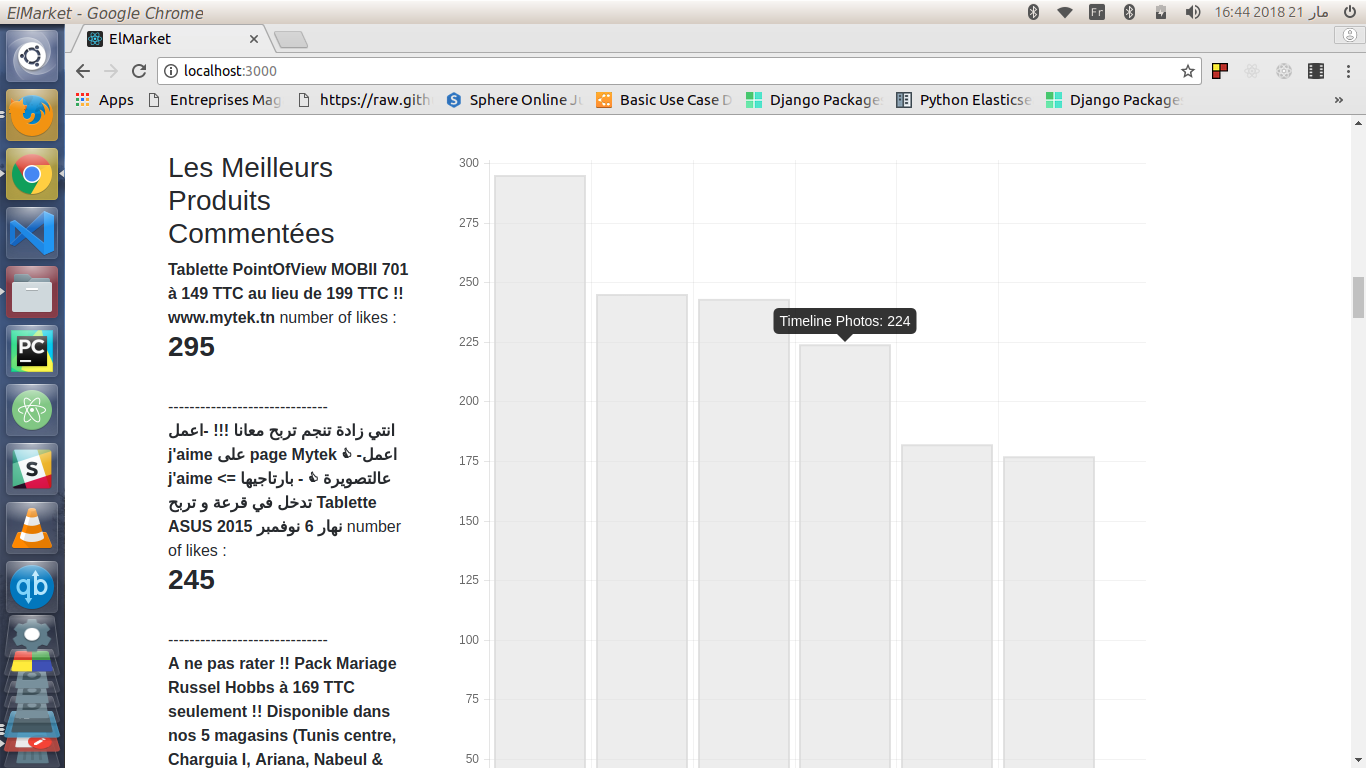 ElMarket - Google Chrome
Fr
16:44 2018 21 مار
ElMarket
localhost:3000
Apps
Entreprises Mag
https://raw.gith
Sphere Online Ju
Basic Use Case D
Django Package
Python Elasticse
Django Package
»
Les Meilleurs
Produits
Commentées
Tablette PointOfView MOBII 701
à 149 TTC au lieu de 199 TTC !!
www.mytek.tn number of likes :
295
------------------------------
انتي زادة تنجم تربح معانا !!! -اعمل
j'aime على page Mytek 👍 -اعمل
j'aime <= عالتصويرة 👍 - بارتاجيها
تدخل في قرعة و تربح Tablette
ASUS نهار 6 نوفمبر 2015 number
of likes :
245
------------------------------
A ne pas rater !! Pack Mariage
Russel Hobbs à 169 TTC
seulement !! Disponible dans
nos 5 magasins (Tunis centre,
Charguia I, Ariana, Nabeul &
300
275
250
225
200
175
150
125
100
75
50
Timeline Photos: 224
PC
S
qb